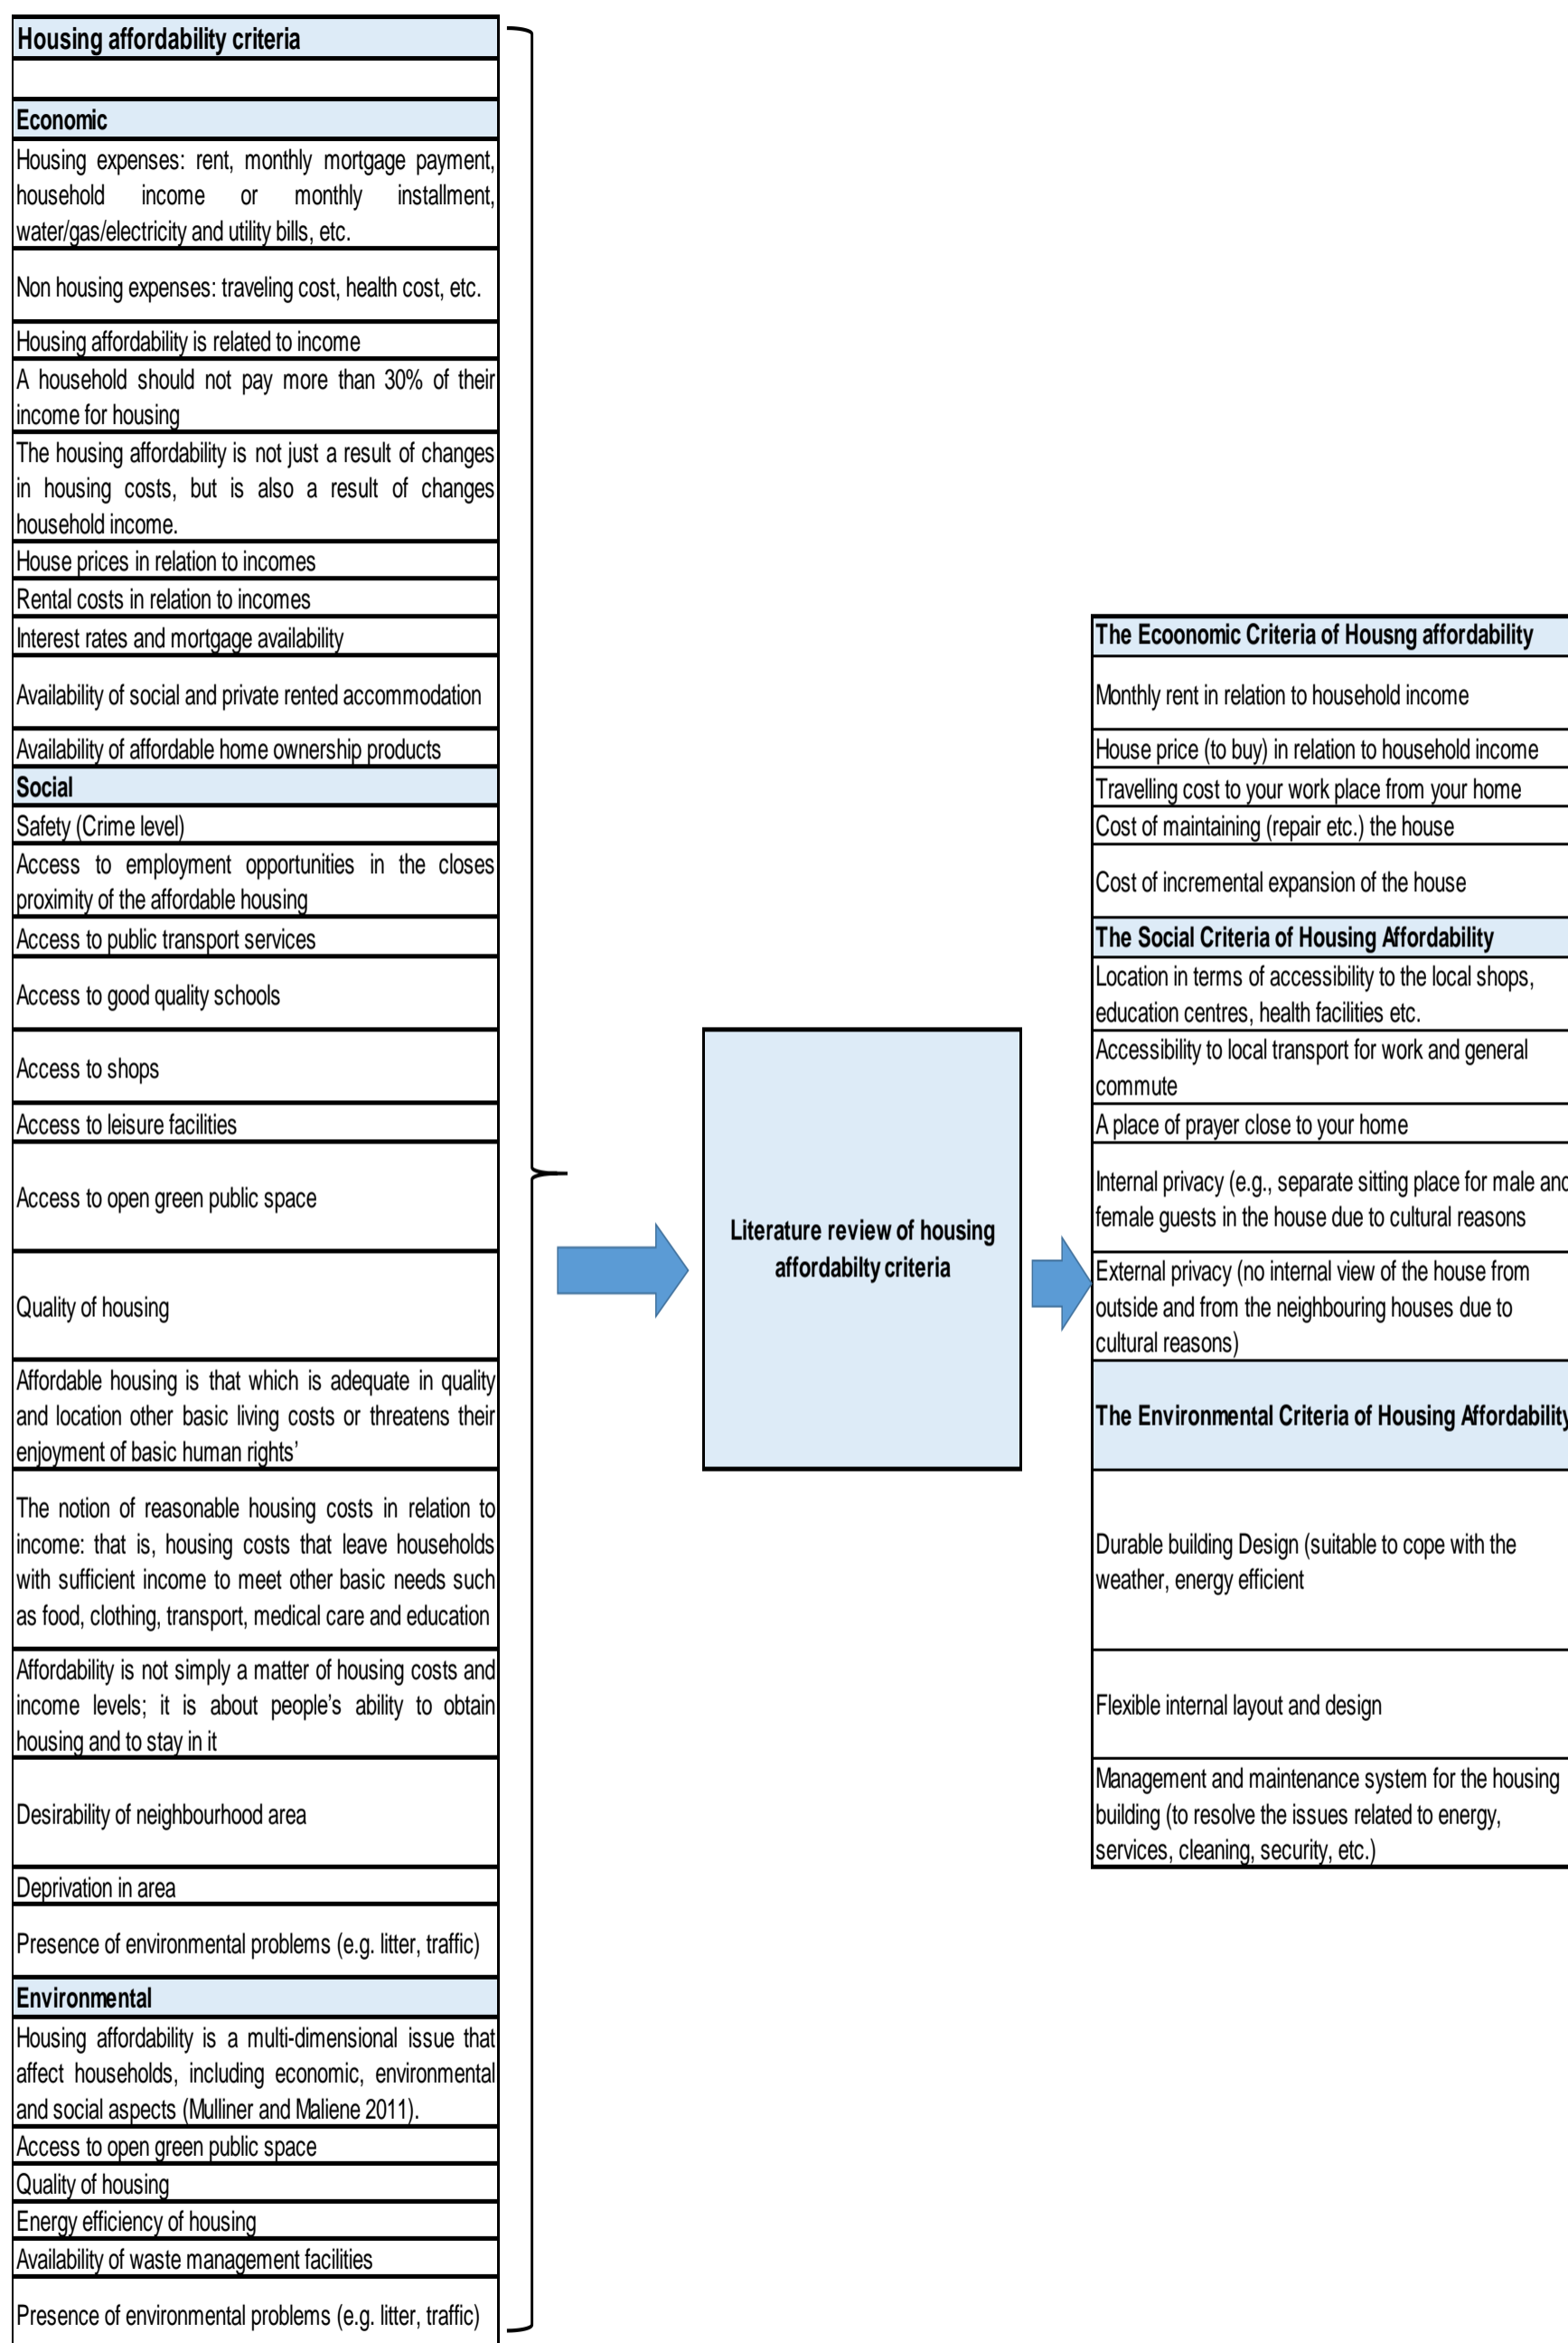 Housing affordability criteria
Economic
Housing expenses: rent, monthly mortgage payment,
household income or monthly installment,
water/gas/electricity and utility bills, etc.
Non housing expenses: traveling cost, health cost, etc.
Housing affordability is related to income
A household should not pay more than 30% of their
income for housing
The housing affordability is not just a result of changes
in housing costs, but is also a result of changes
household income.
House prices in relation to incomes
Rental costs in relation to incomes
Interest rates and mortgage availability
Availability of social and private rented accommodation
Availability of affordable home ownership products
Social
Safety (Crime level)
Access to employment opportunities in the closes
proximity of the affordable housing
Access to public transport services
Access to good quality schools
Access to shops
Access to leisure facilities
Access to open green public space
Quality of housing
Affordable housing is that which is adequate in quality
and location other basic living costs or threatens their
enjoyment of basic human rights’
The notion of reasonable housing costs in relation to
income: that is, housing costs that leave households
with sufficient income to meet other basic needs such
as food, clothing, transport, medical care and education
Affordability is not simply a matter of housing costs and
income levels; it is about people’s ability to obtain
housing and to stay in it
Desirability of neighbourhood area
Deprivation in area
Presence of environmental problems (e.g. litter, traffic)
Environmental
Housing affordability is a multi-dimensional issue that
affect households, including economic, environmental
and social aspects (Mulliner and Maliene 2011).
Access to open green public space
Quality of housing
Energy efficiency of housing
Availability of waste management facilities
Presence of environmental problems (e.g. litter, traffic)
Literature review of housing
affordabilty criteria
The Ecoonomic Criteria of Housng affordability
Monthly rent in relation to household income
House price (to buy) in relation to household income
Travelling cost to your work place from your home
Cost of maintaining (repair etc.) the house
Cost of incremental expansion of the house
The Social Criteria of Housing Affordability
Location in terms of accessibility to the local shops,
education centres, health facilities etc.
Accessibility to local transport for work and general
commute
A place of prayer close to your home
Internal privacy (e.g., separate sitting place for male and
female guests in the house due to cultural reasons
External privacy (no internal view of the house from
outside and from the neighbouring houses due to
cultural reasons)
The Environmental Criteria of Housing Affordability
Durable building Design (suitable to cope with the
weather, energy efficient
Flexible internal layout and design
Management and maintenance system for the housing
building (to resolve the issues related to energy,
services, cleaning, security, etc.)